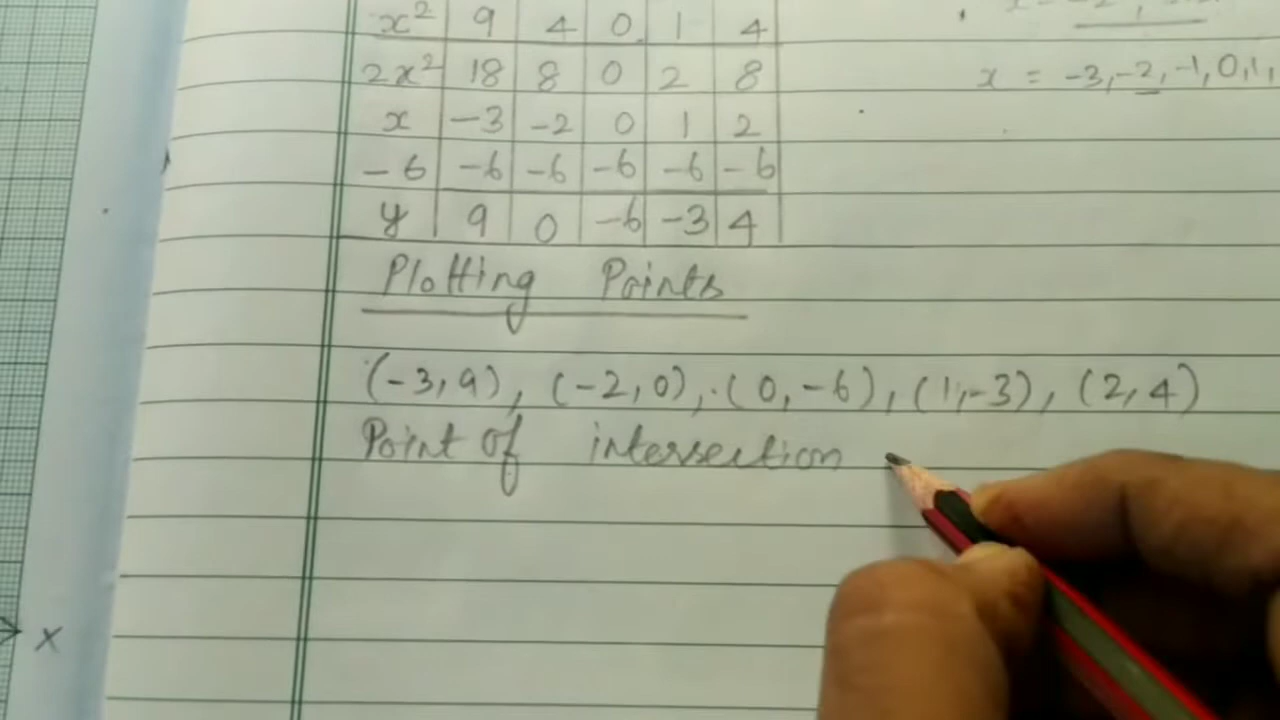 x² 9 4 0 1 4
2x² 18 8 0 2 8
x = -3, -2, -1, 0, 1,
x -3 -2 0 1 2
-6 -6 -6 -6 -6 -6
y 9 0 -6 -3 4
Plotting Points
(-3,9), (-2,0), (0,-6), (1,-3), (2,4)
Point of intersection
X